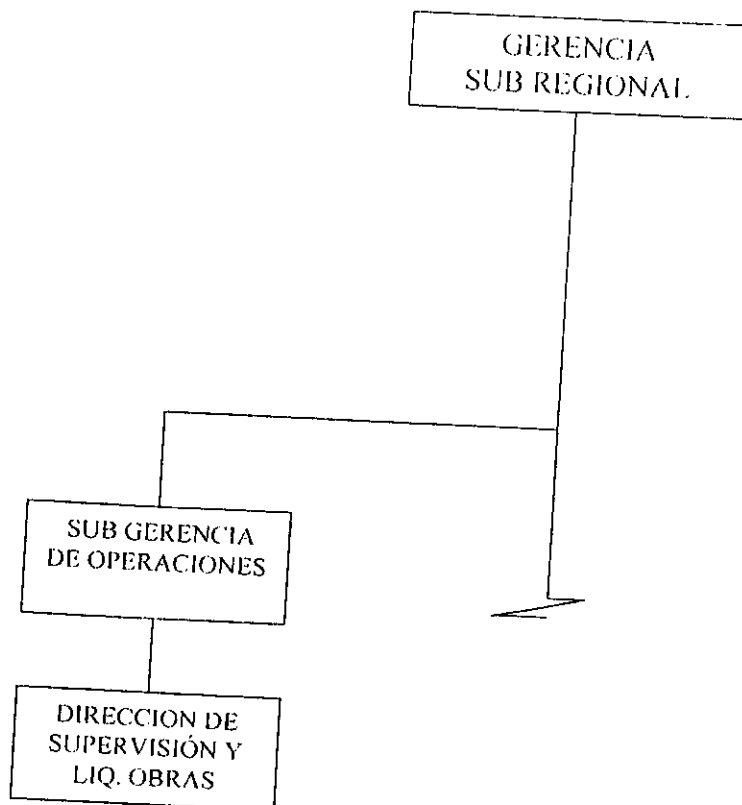 GERENCIA
SUB REGIONAL
SUB GERENCIA
DE OPERACIONES
DIRECCION DE
SUPERVISIÓN Y
LIQ. OBRAS